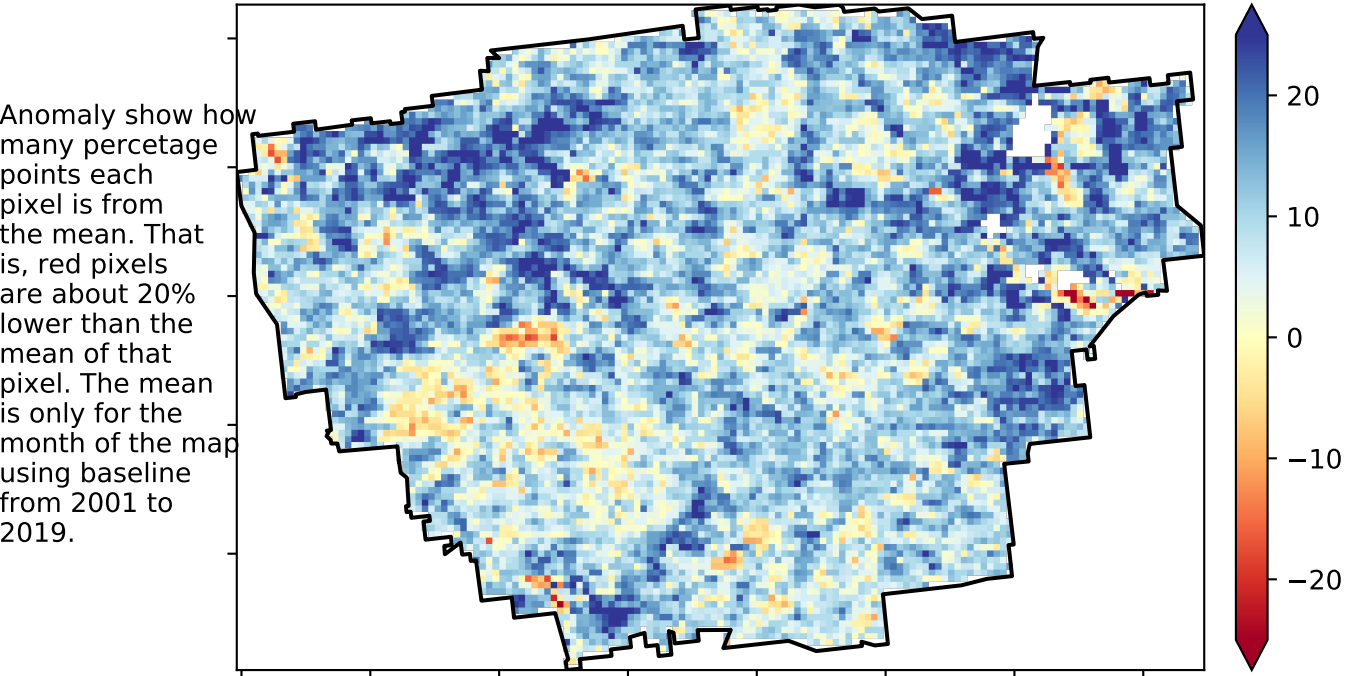 Anomaly show how
many percetage
points each
pixel is from
the mean. That
is, red pixels
are about 20%
lower than the
mean of that
pixel. The mean
is only for the
month of the map
using baseline
from 2001 to
2019.
20
10
0
−10
−20